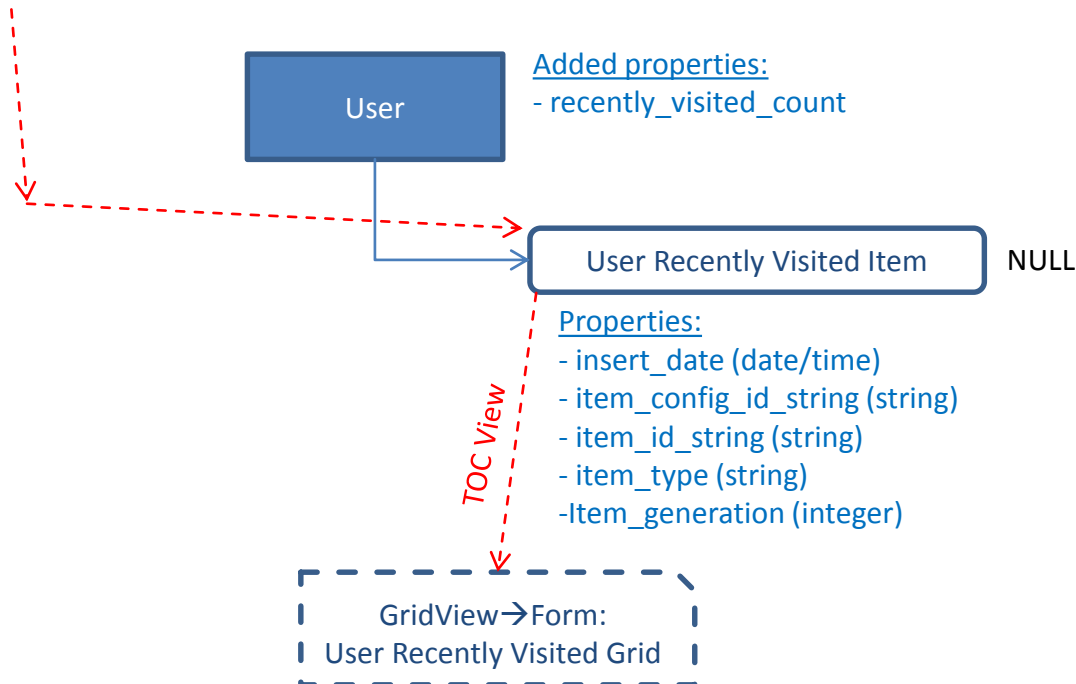 User
Added properties:
- recently_visited_count
User Recently Visited Item
NULL
Properties:
- insert_date (date/time)
- item_config_id_string (string)
- item_id_string (string)
- item_type (string)
-Item_generation (integer)
TOC View
GridView→Form:
User Recently Visited Grid